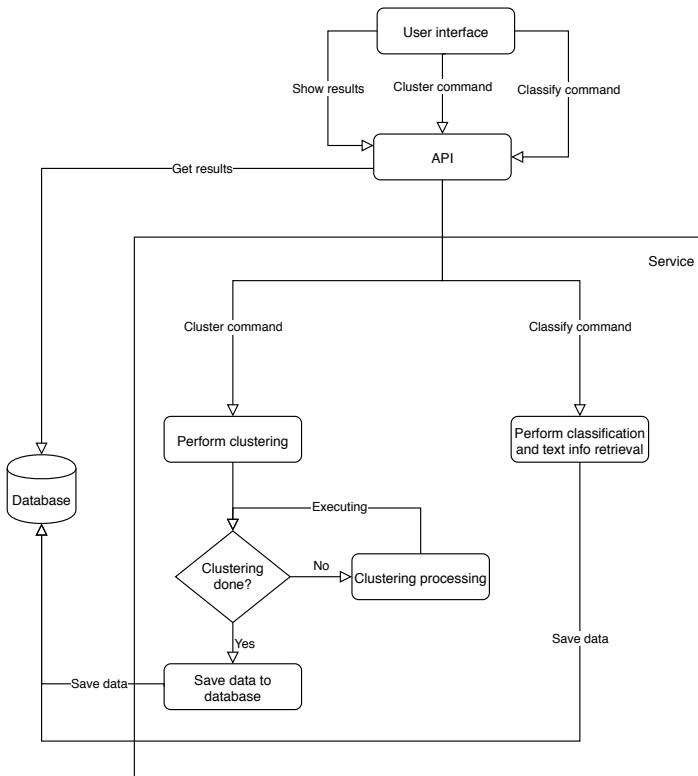 User interface
Show results
Cluster command
Classify command
API
Get results
Service
Cluster command
Classify command
Perform clustering
Perform classification
and text info retrieval
Database
Executing
Clustering
done?
No
Clustering processing
Yes
Save data
Save data
Save data to
database